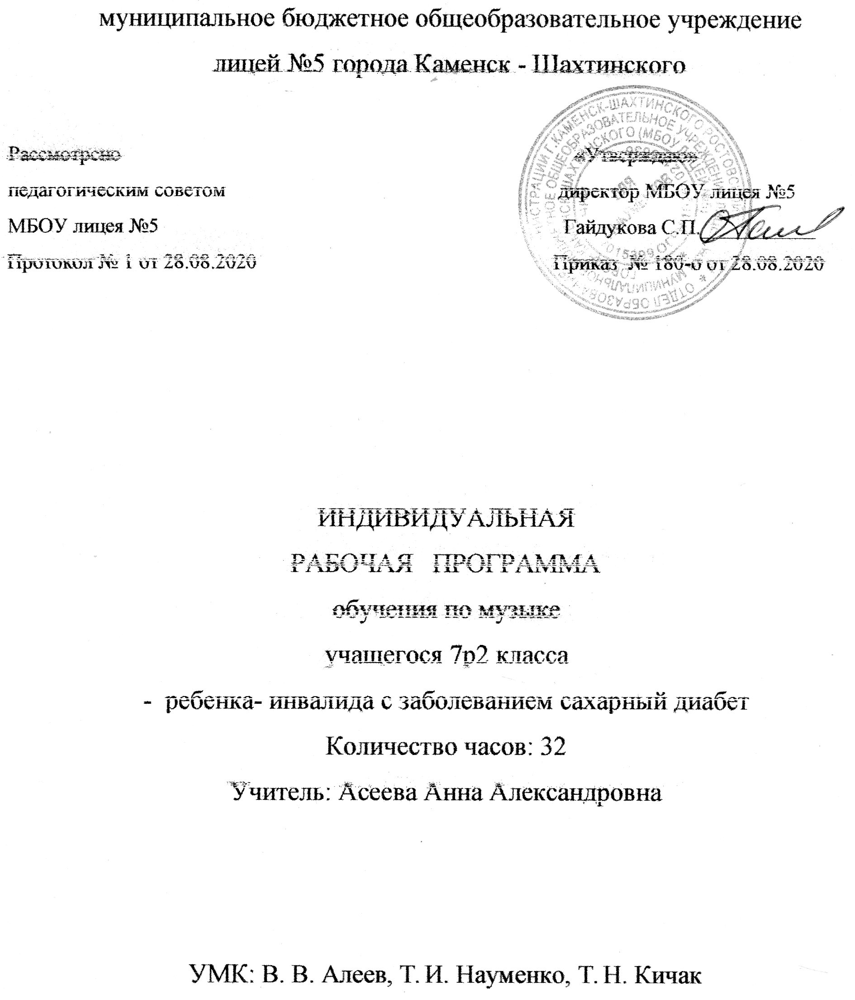 муниципальное бюджетное общеобразовательное учреждение
лицей №5 города Каменск - Шахтинского
Рассмотрено
«Утверждаю»
педагогическим советом
директор МБОУ лицея №5
МБОУ лицея №5
Гайдукова С.П.
Протокол № 1 от 28.08.2020
Приказ № 180-о от 28.08.2020
ИНДИВИДУАЛЬНАЯ
РАБОЧАЯ ПРОГРАММА
обучения по музыке
учащегося 7р2 класса
- ребенка- инвалида с заболеванием сахарный диабет
Количество часов: 32
Учитель: Асеева Анна Александровна
УМК: В. В. Алеев, Т. И. Науменко, Т. Н. Кичак